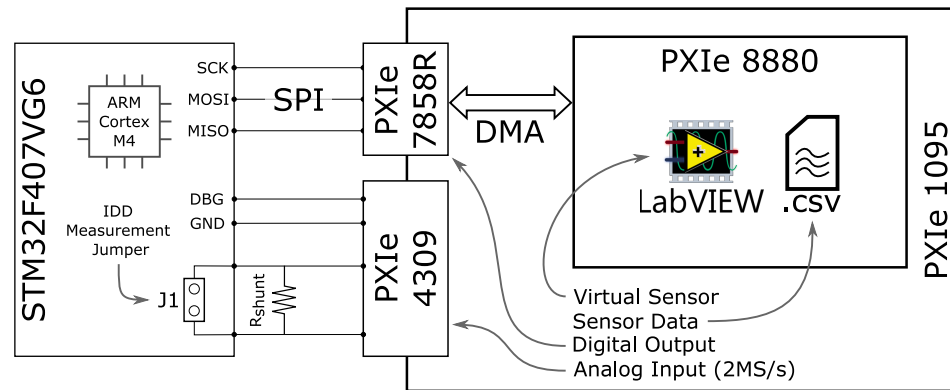 STM32F407VG6
ARM
Cortex
M4
SCK
MOSI
MISO
SPI
DBG
GND
IDD
Measurement
Jumper
J1
Rshunt
PXIe
7858R
PXIe
4309
DMA
PXIe 8880
LabVIEW
.csv
PXIe 1095
Virtual Sensor
Sensor Data
Digital Output
Analog Input (2MS/s)